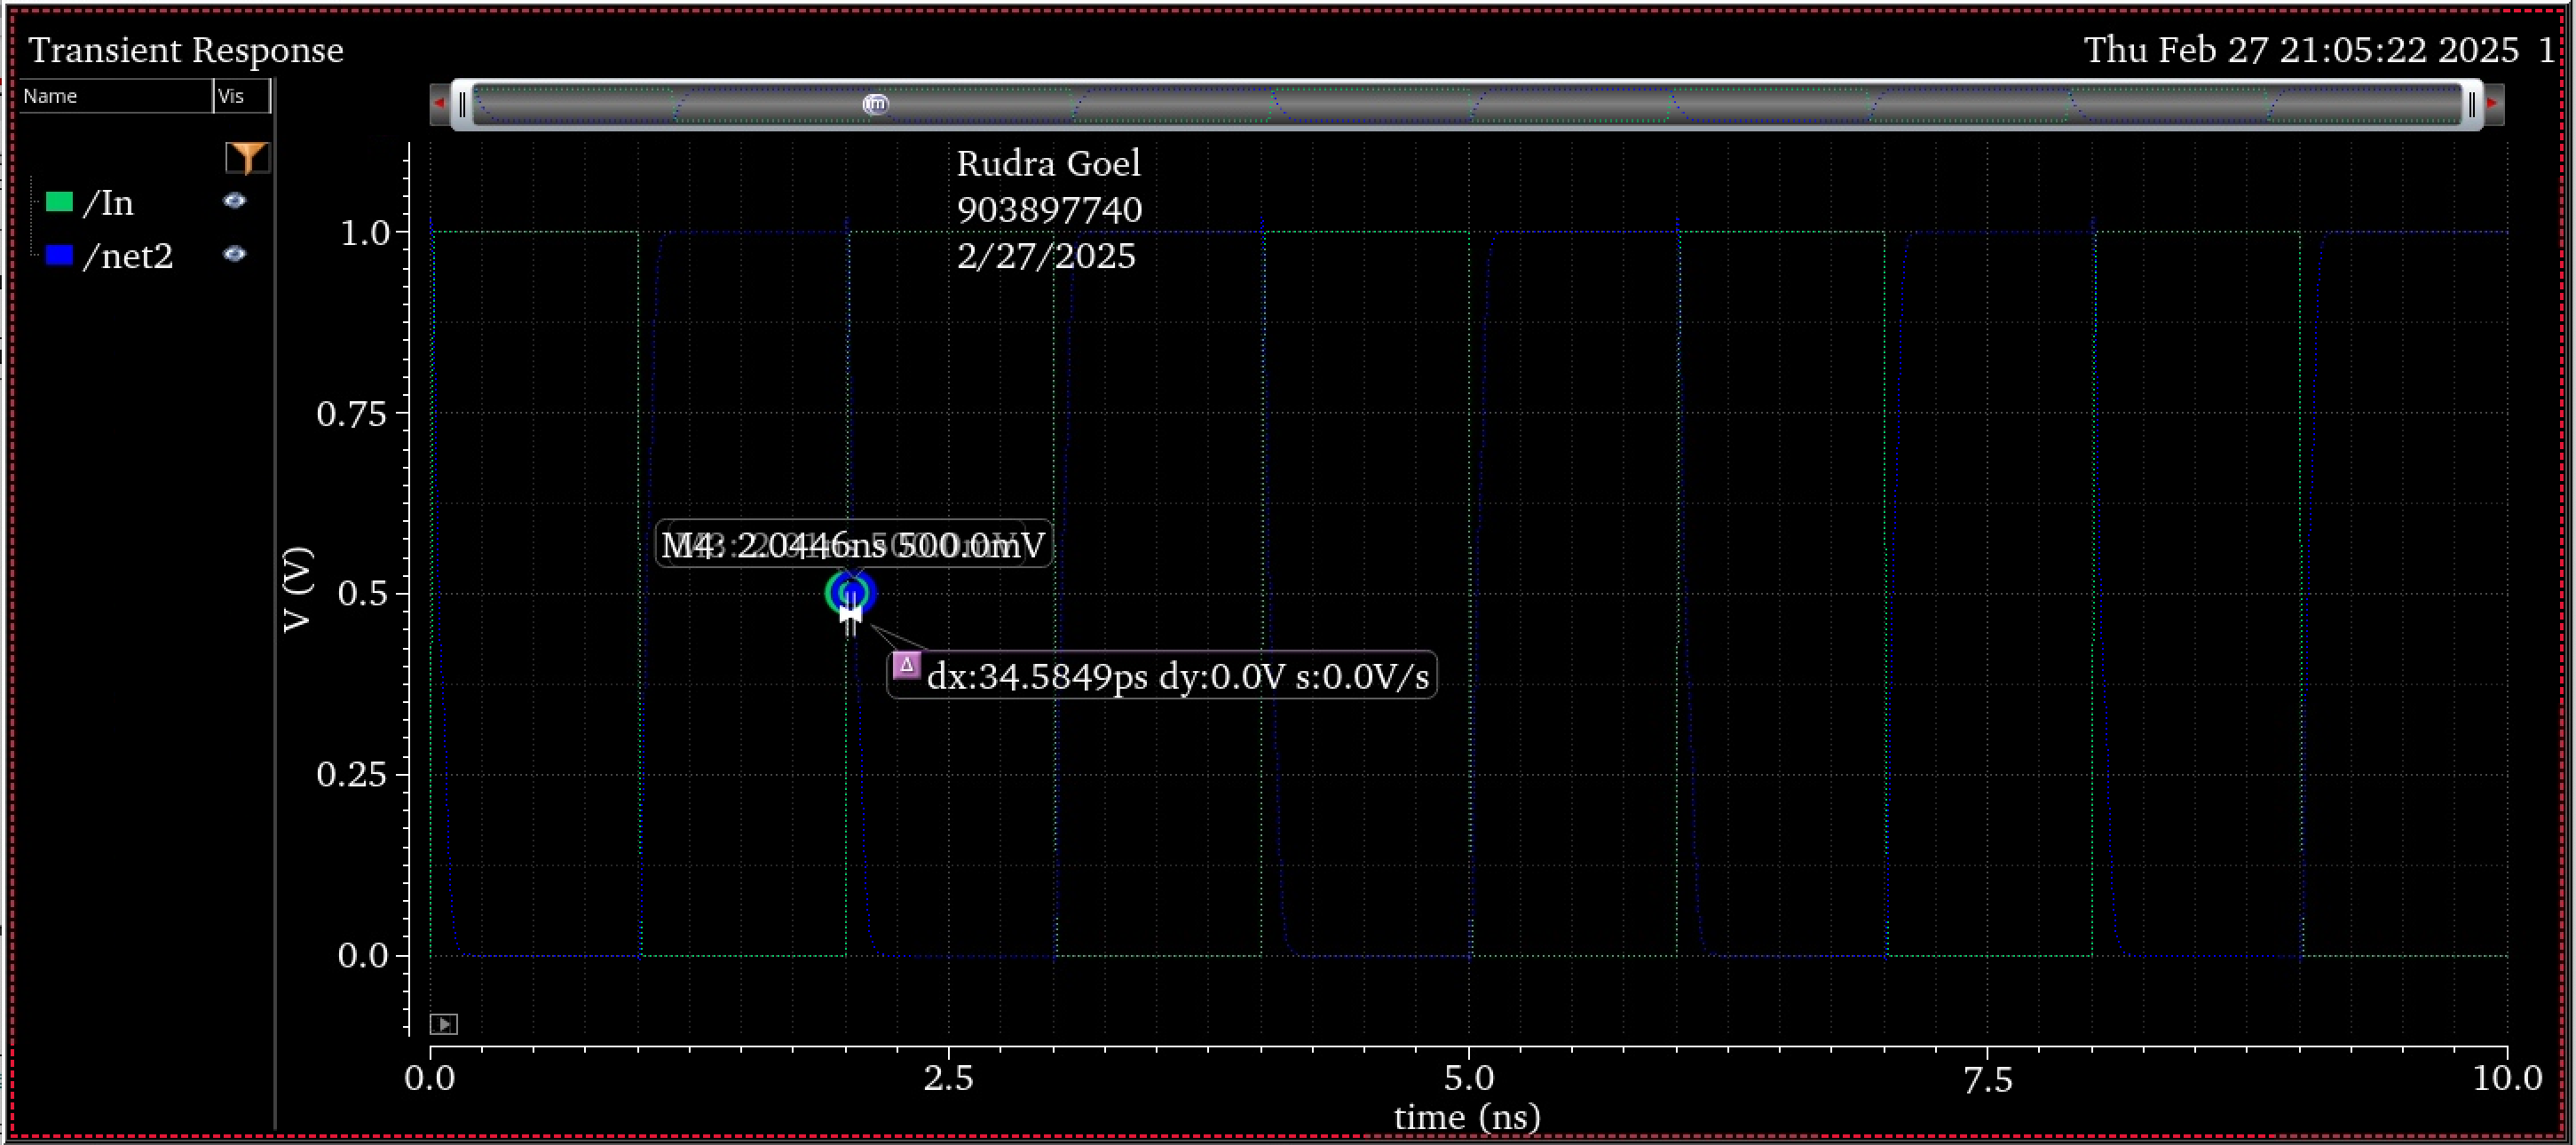 Transient Response
Thu Feb 27 21:05:22 2025 1
Name Vis
/In
/net2
Rudra Goel
903897740
2/27/2025
1.0
0.75
0.5
0.25
0.0
V (V)
M4: 2.0446ns 500.0mV
dx:34.5849ps dy:0.0V s:0.0V/s
0.0 2.5 5.0 7.5 10.0
time (ns)